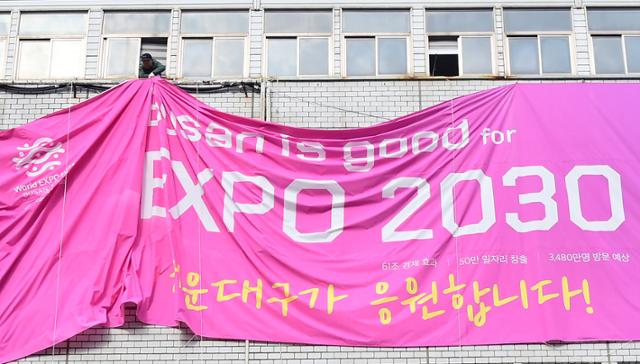 World EXPO
Busan is good for
EXPO 2030
61조 경제 효과 | 50만 일자리 창출 | 3,480만명 방문 예상
해운대구가 응원합니다!